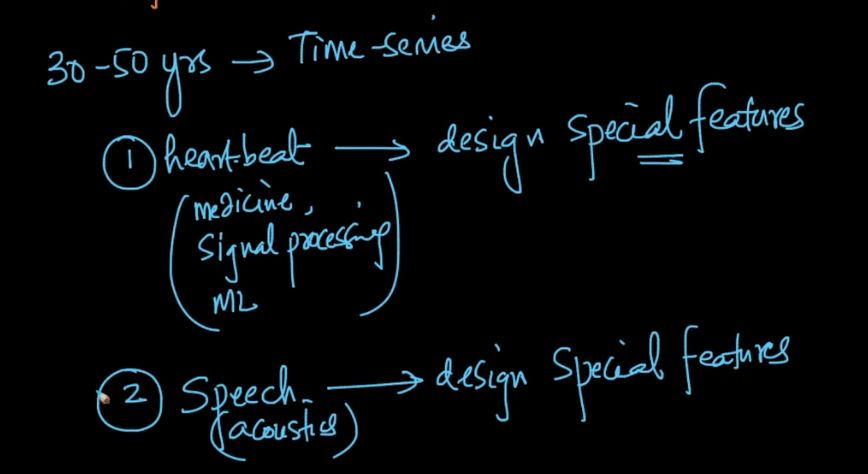 30-50 yrs → Time-series
① heart-beat → design special features
(medicine,
signal processing
ML)
② Speech → design special features
(acoustics)